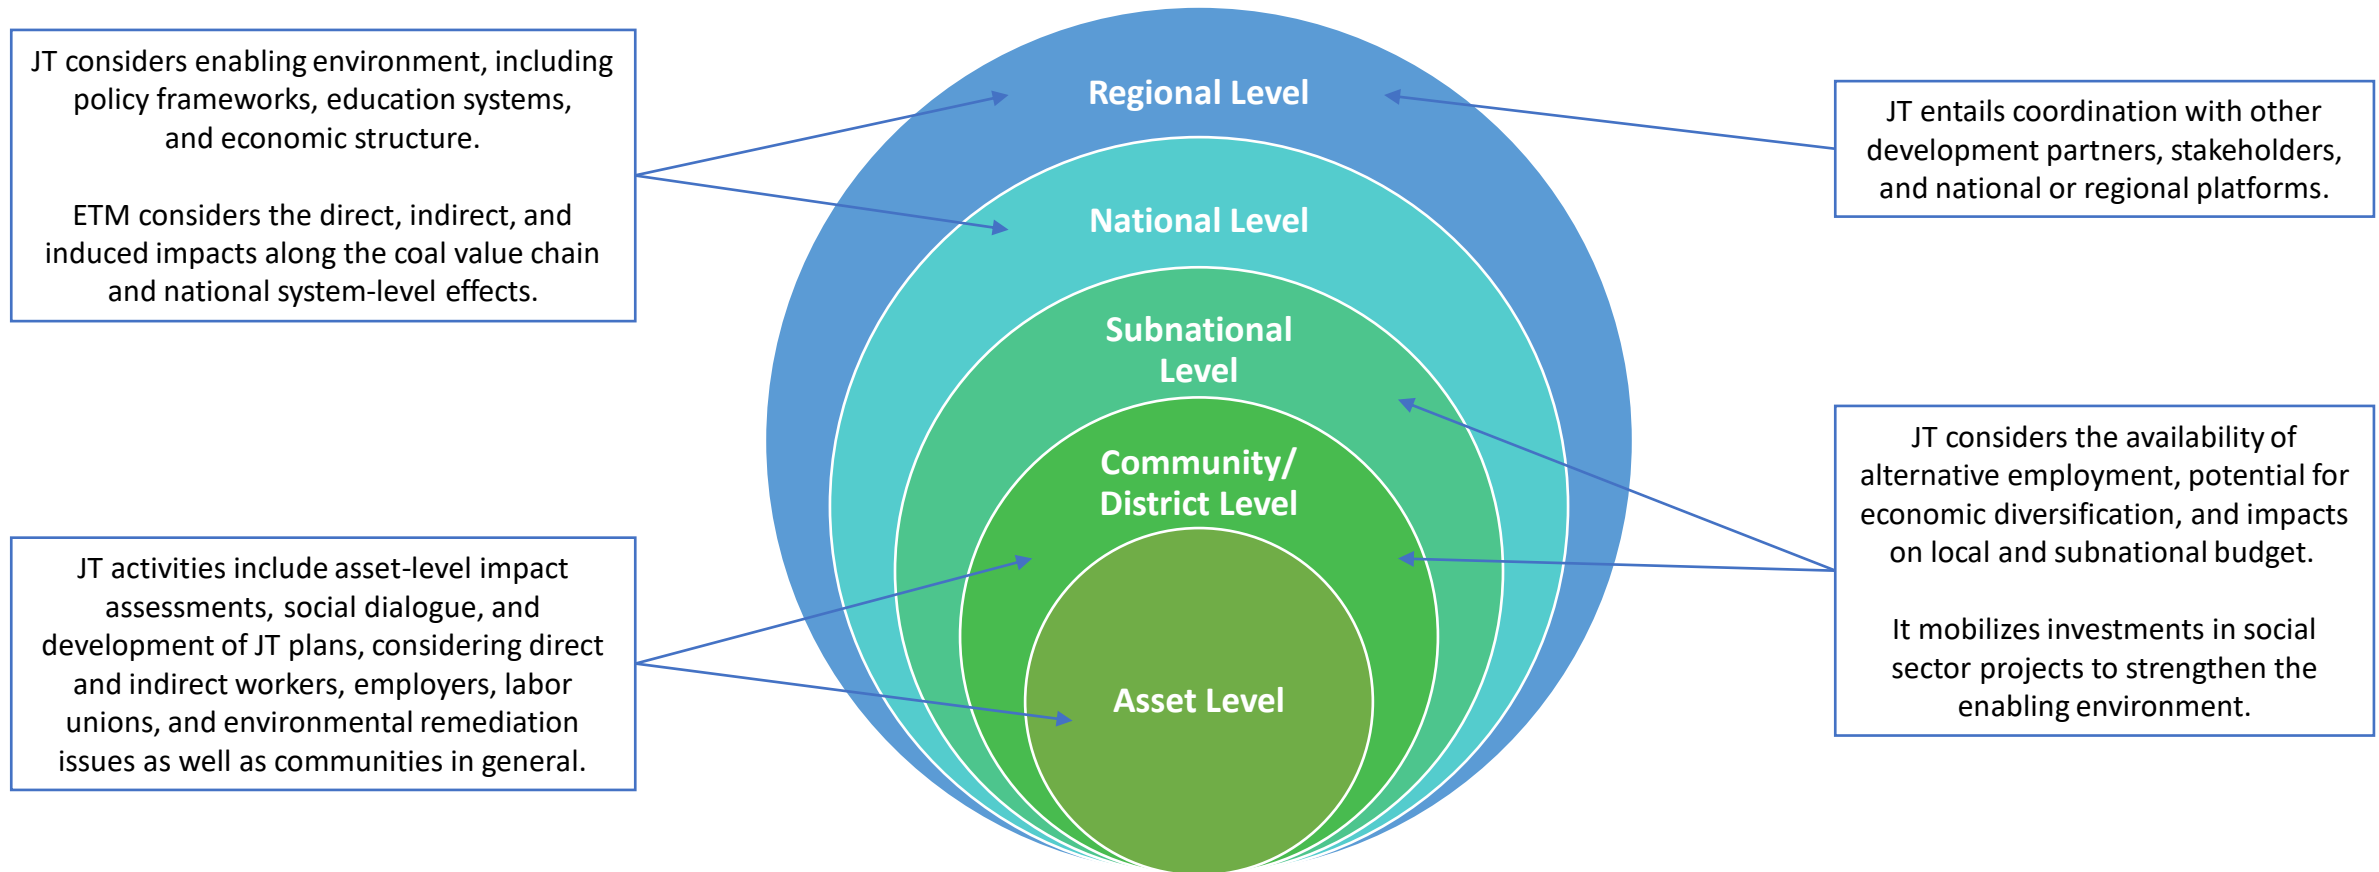 JT considers enabling environment, including
policy frameworks, education systems,
and economic structure.
ETM considers the direct, indirect, and
induced impacts along the coal value chain
and national system-level effects.
JT activities include asset-level impact
assessments, social dialogue, and
development of JT plans, considering direct
and indirect workers, employers, labor
unions, and environmental remediation
issues as well as communities in general.
Regional Level
National Level
Subnational
Level
Community/
District Level
Asset Level
JT entails coordination with other
development partners, stakeholders,
and national or regional platforms.
JT considers the availability of
alternative employment, potential for
economic diversification, and impacts
on local and subnational budget.
It mobilizes investments in social
sector projects to strengthen the
enabling environment.